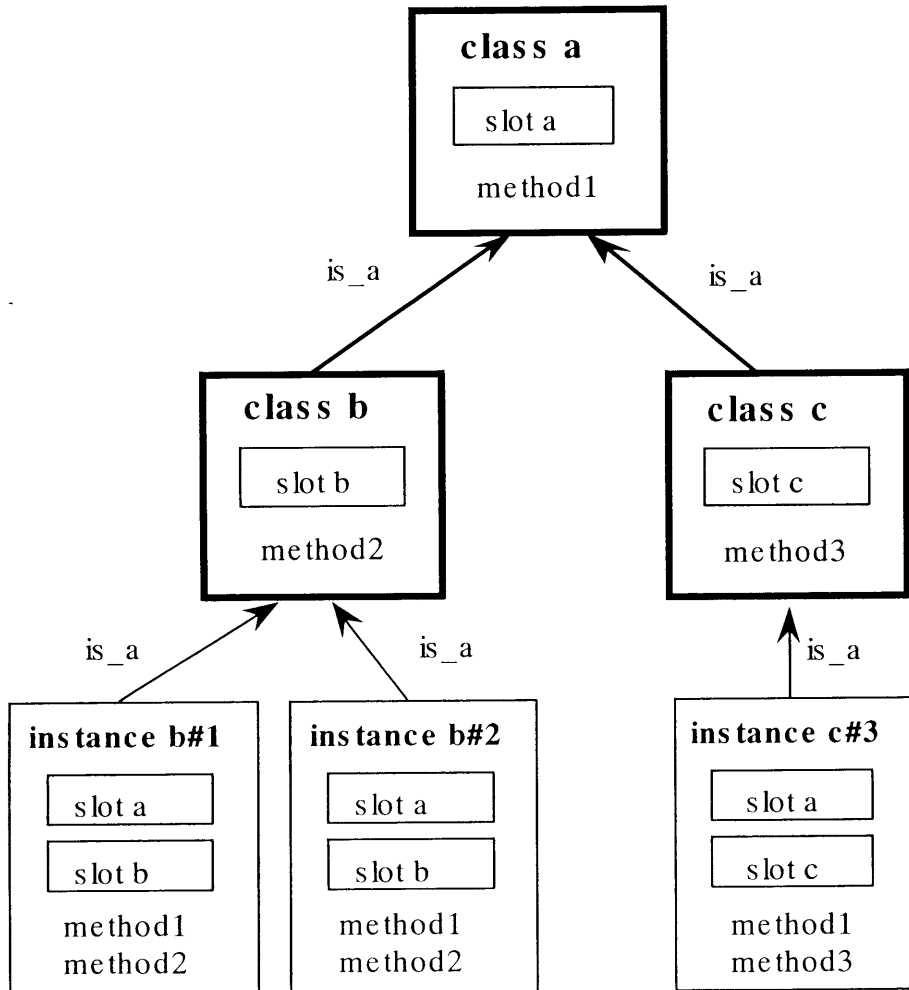 class a
slot a
method1
is_a
is_a
class b
slot b
method2
class c
slot c
method3
is_a
is_a
is_a
instance b#1
slot a
slot b
method1
method2
instance b#2
slot a
slot b
method1
method2
instance c#3
slot a
slot c
method1
method3